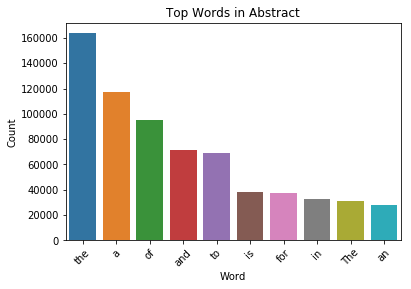 Top Words in Abstract
160000
140000
120000
100000
80000
60000
40000
20000
0
Count
the a of and to is for in The an
Word